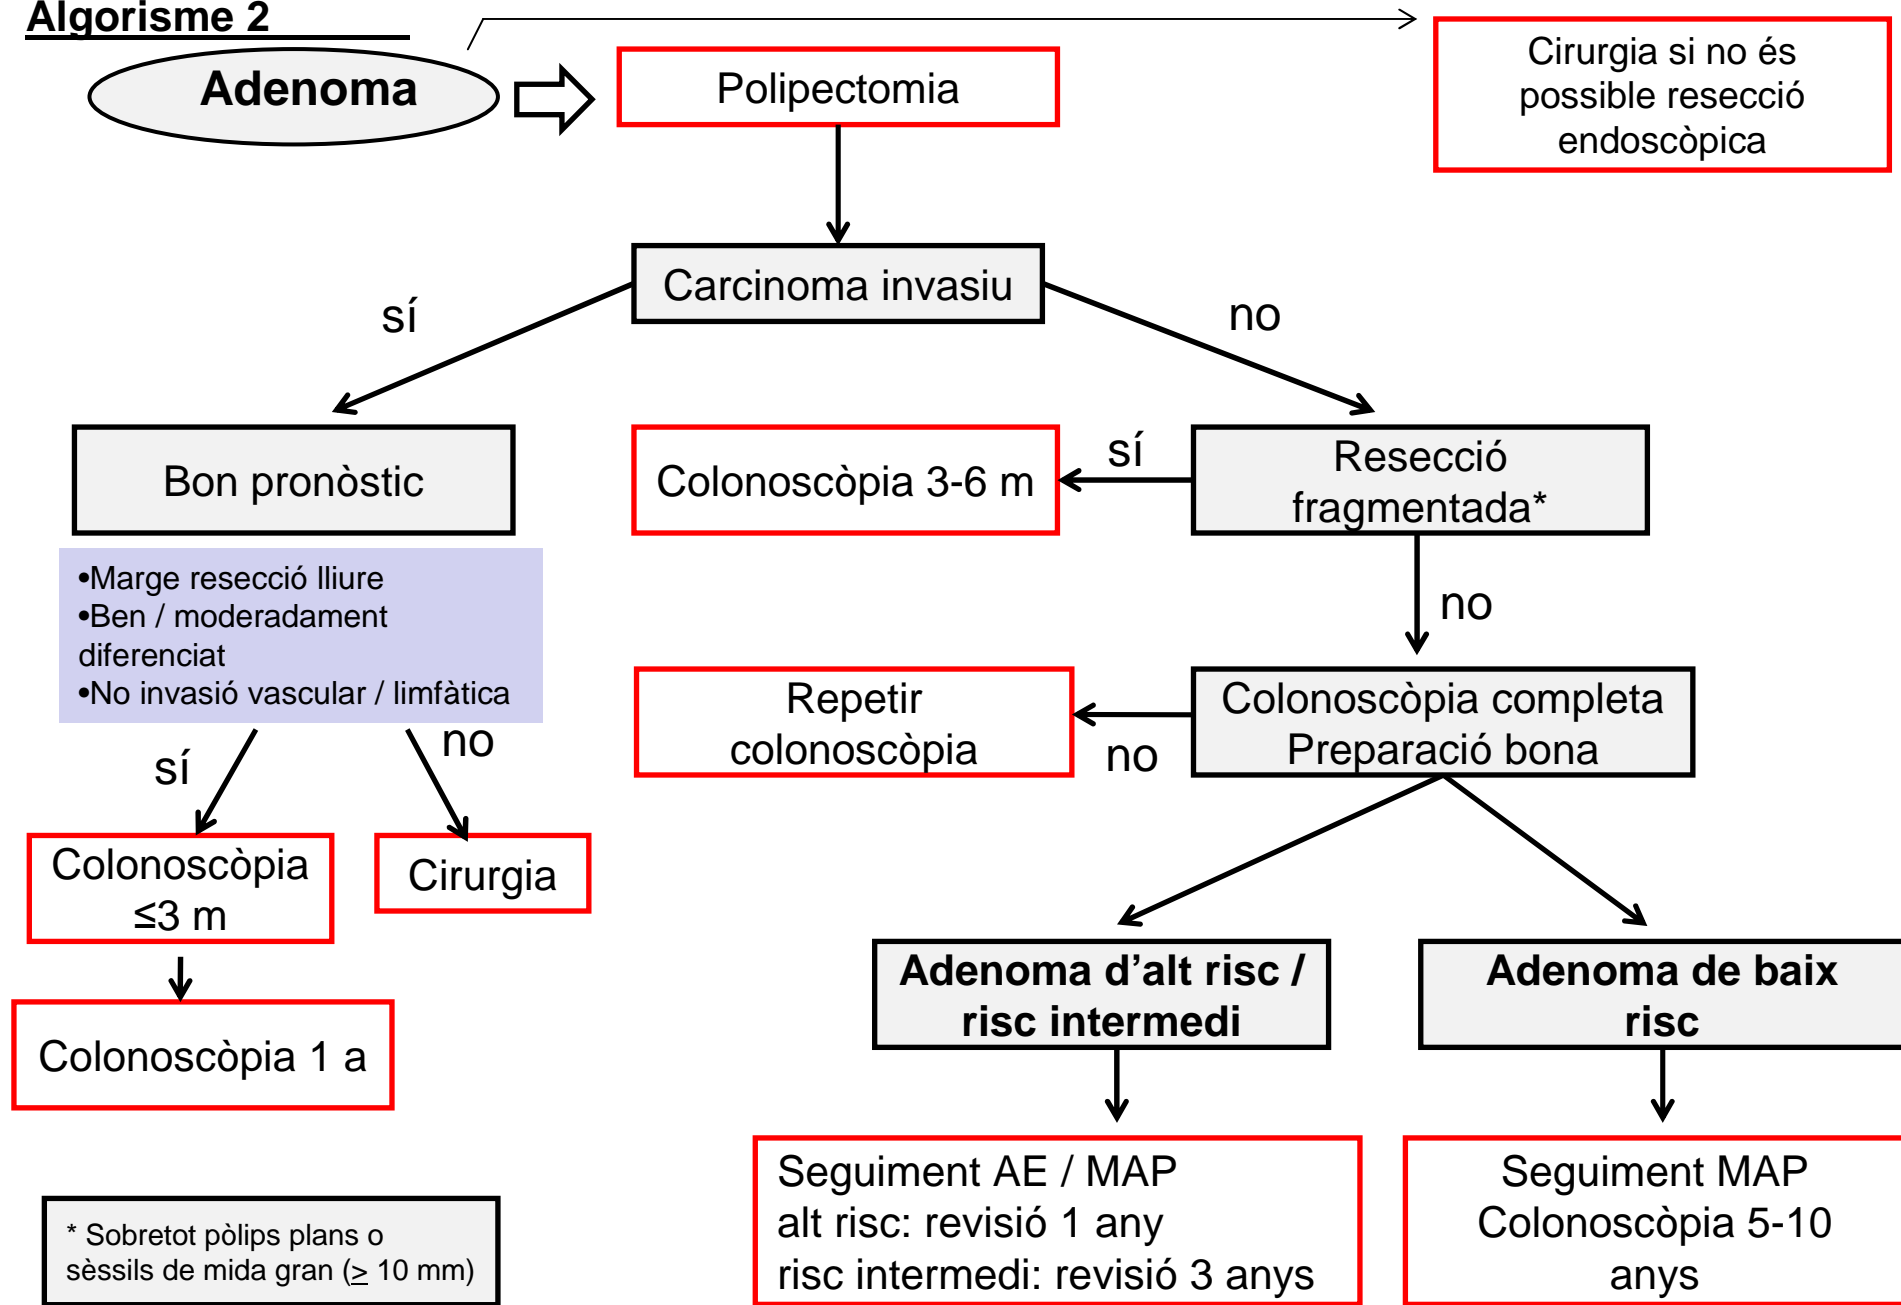 Algorisme 2
Adenoma
Polipectomia
Cirurgia si no és
possible resecció
endoscòpica
Carcinoma invasiu
sí
no
Bon pronòstic
•Marge resecció lliure
•Ben / moderadament
diferenciat
•No invasió vascular / limfàtica
sí
no
Colonoscòpia
≤3 m
Cirurgia
Colonoscòpia 1 a
Colonoscòpia 3-6 m
sí
Resecció
fragmentada*
no
Repetir
colonoscòpia
no
Colonoscòpia completa
Preparació bona
Adenoma d’alt risc /
risc intermedi
Adenoma de baix
risc
Seguiment AE / MAP
alt risc: revisió 1 any
risc intermedi: revisió 3 anys
Seguiment MAP
Colonoscòpia 5-10
anys
* Sobretot pòlips plans o
sèssils de mida gran (≥ 10 mm)